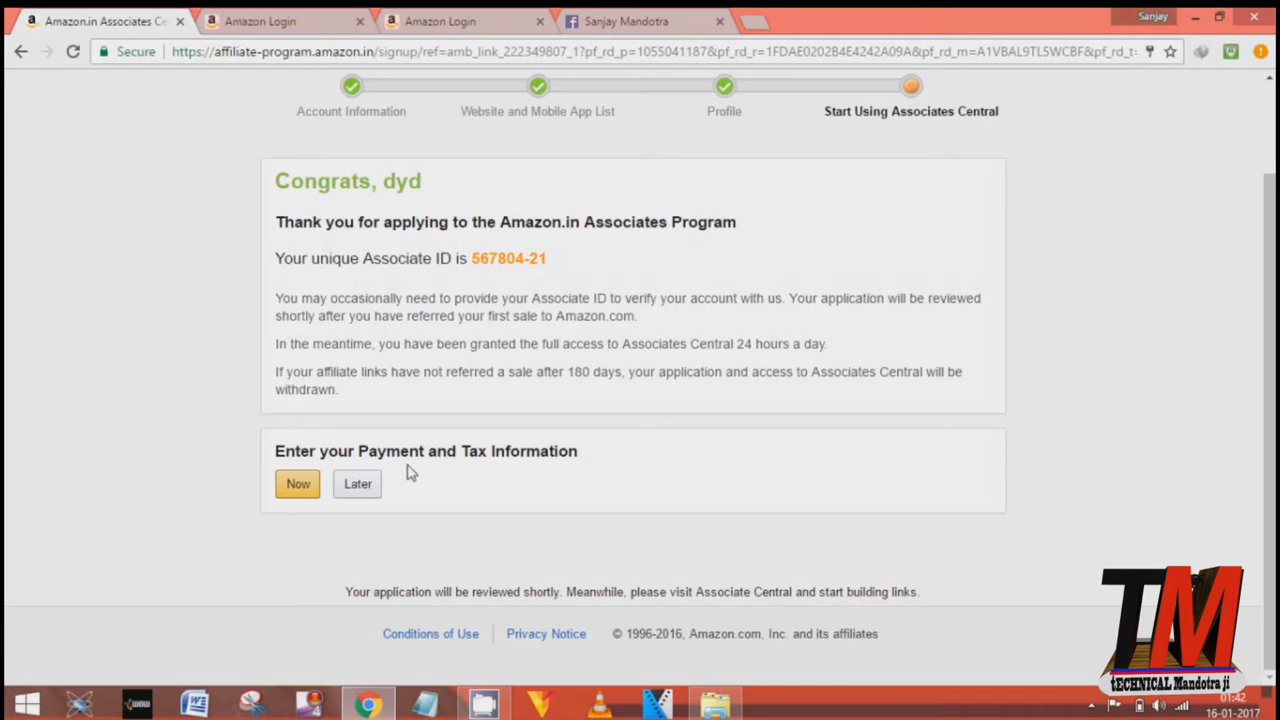 Amazon.in Associates Ce
Amazon Login
Amazon Login
Sanjay Mandotra
Sanjay
Secure
https://affiliate-program.amazon.in/signup/ref=amb_link_222349807_1?pf_rd_p=1055041187&pf_rd_r=1FDAE0202B4E4242A09A&pf_rd_m=A1VBAL9TL5WCBF&pf_rd_t=
Account Information
Website and Mobile App List
Profile
Start Using Associates Central
Congrats, dyd
Thank you for applying to the Amazon.in Associates Program
Your unique Associate ID is 567804-21
You may occasionally need to provide your Associate ID to verify your account with us. Your application will be reviewed
shortly after you have referred your first sale to Amazon.com.
In the meantime, you have been granted the full access to Associates Central 24 hours a day.
If your affiliate links have not referred a sale after 180 days, your application and access to Associates Central will be
withdrawn.
Enter your Payment and Tax Information
Now
Later
Your application will be reviewed shortly. Meanwhile, please visit Associate Central and start building links.
Conditions of Use
Privacy Notice
© 1996-2016, Amazon.com, Inc. and its affiliates
TM
tECHNICAL Mandotra ji
01:42
16-01-2017